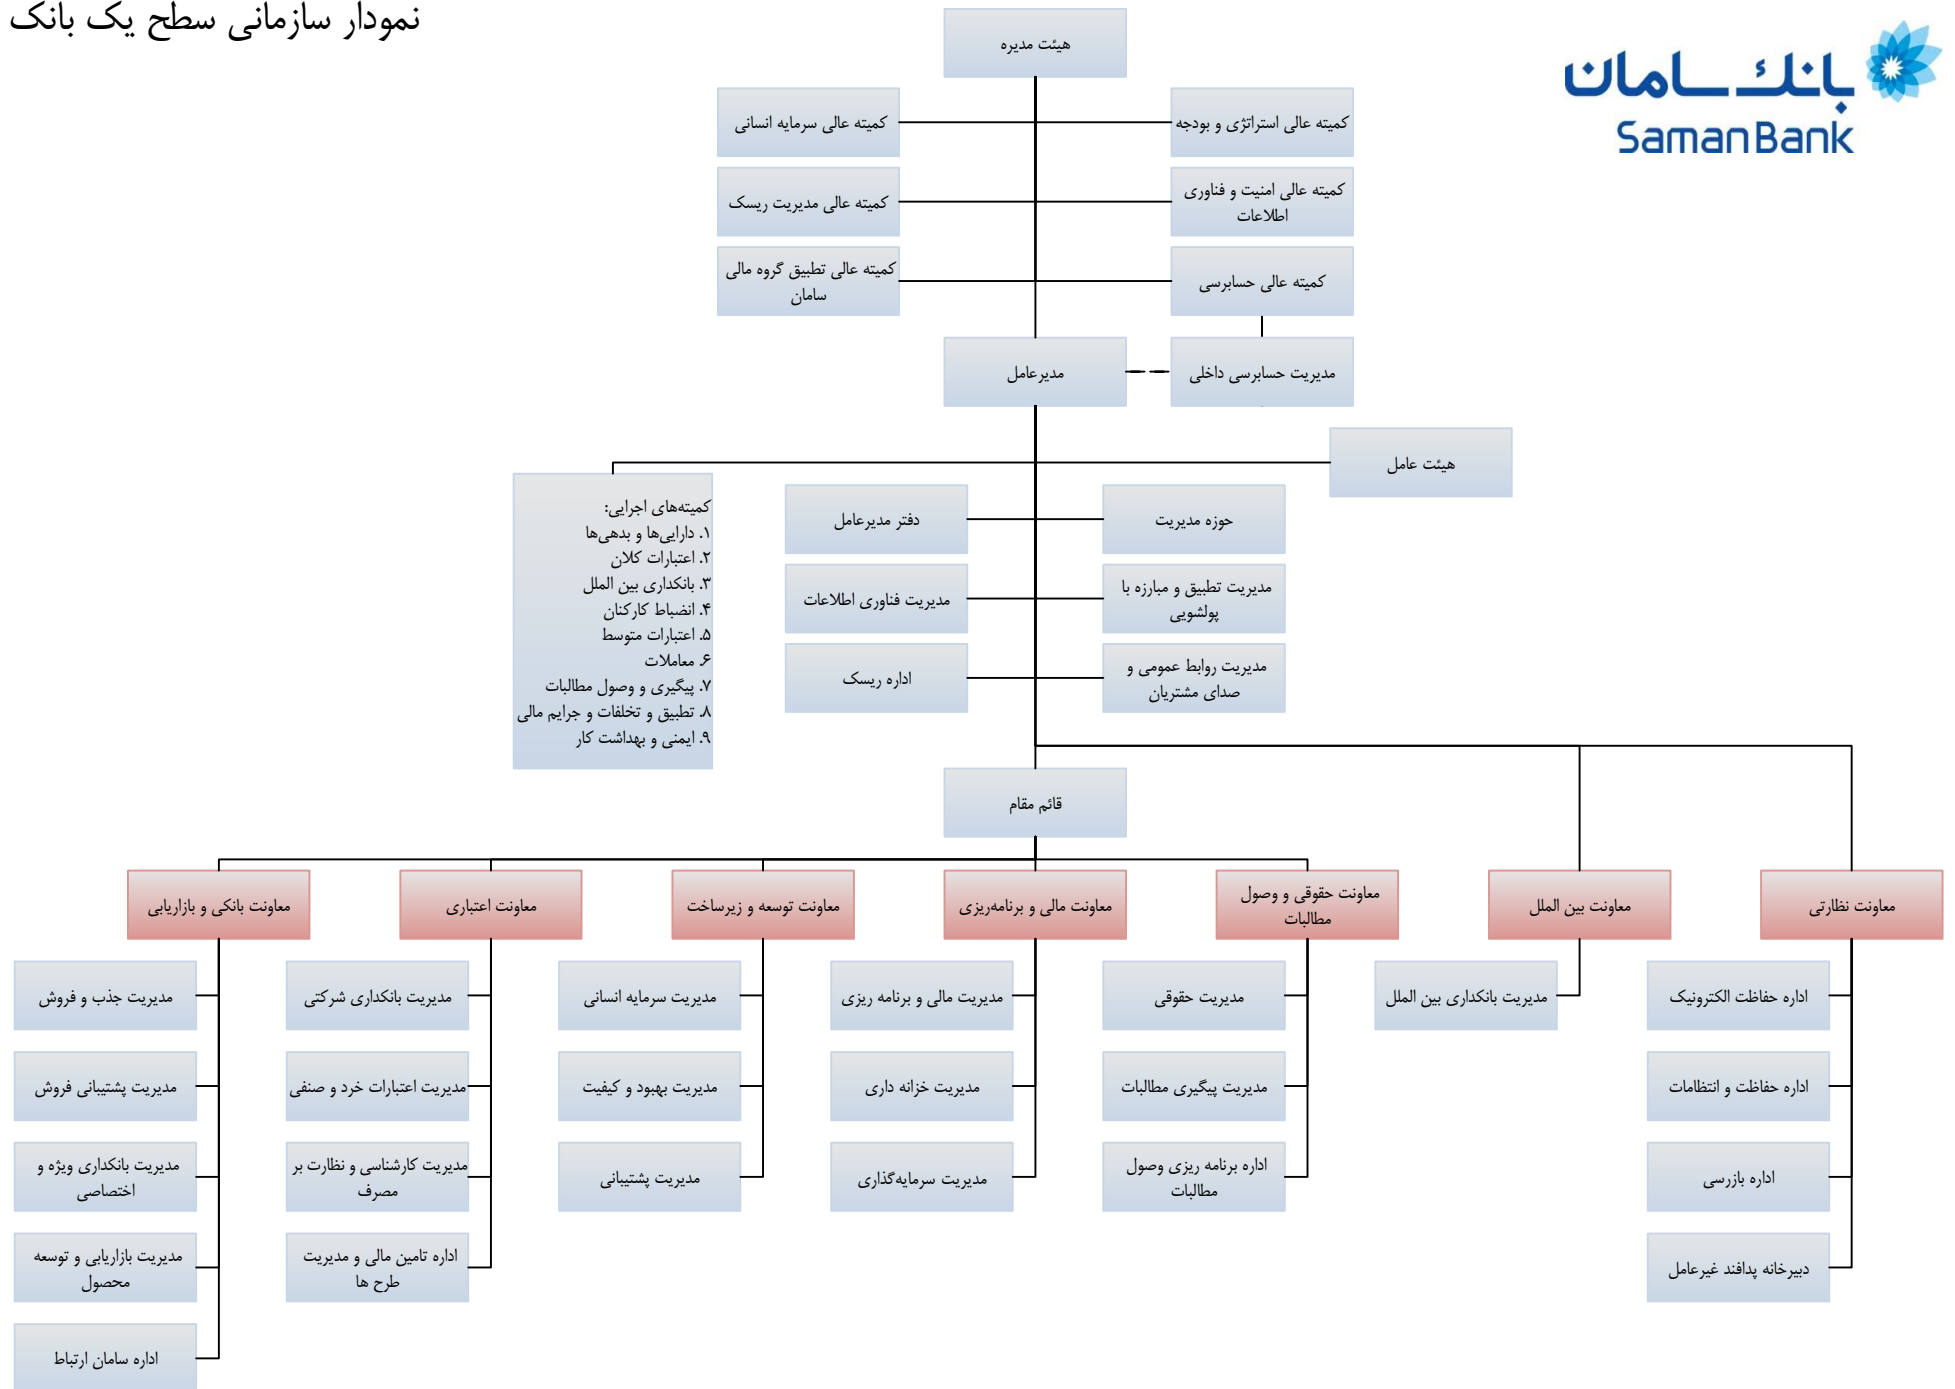 نمودار سازمانی سطح یک بانک
بانك سامان
SamanBank
هیئت مدیره
کمیته عالی استراتژی و بودجه
کمیته عالی سرمایه انسانی
کمیته عالی امنیت و فناوری
اطلاعات
کمیته عالی مدیریت ریسک
کمیته عالی حسابرسی
کمیته عالی تطبیق گروه مالی
سامان
مدیریت حسابرسی داخلی
مدیرعامل
هیئت عامل
کمیته‌های اجرایی:
۱. دارایی‌ها و بدهی‌ها
۲. اعتبارات کلان
۳. بانکداری بین الملل
۴. انضباط کارکنان
۵. اعتبارات متوسط
۶. معاملات
۷. پیگیری و وصول مطالبات
۸. تطبیق و تخلفات و جرایم مالی
۹. ایمنی و بهداشت کار
حوزه مدیریت
دفتر مدیرعامل
مدیریت تطبیق و مبارزه با
پولشویی
مدیریت فناوری اطلاعات
مدیریت روابط عمومی و
صدای مشتریان
اداره ریسک
قائم مقام
معاونت نظارتی
معاونت بین الملل
معاونت حقوقی و وصول
مطالبات
معاونت مالی و برنامه‌ریزی
معاونت توسعه و زیرساخت
معاونت اعتباری
معاونت بانکی و بازاریابی
اداره حفاظت الکترونیک
مدیریت بانکداری بین الملل
مدیریت حقوقی
مدیریت مالی و برنامه ریزی
مدیریت سرمایه انسانی
مدیریت بانکداری شرکتی
مدیریت جذب و فروش
اداره حفاظت و انتظامات
مدیریت پیگیری مطالبات
مدیریت خزانه داری
مدیریت بهبود و کیفیت
مدیریت اعتبارات خرد و صنفی
مدیریت پشتیبانی فروش
اداره بازرسی
اداره برنامه ریزی وصول
مطالبات
مدیریت سرمایه‌گذاری
مدیریت پشتیبانی
مدیریت کارشناسی و نظارت بر
مصرف
مدیریت بانکداری ویژه و
اختصاصی
دبیرخانه پدافند غیرعامل
اداره تامین مالی و مدیریت
طرح ها
مدیریت بازاریابی و توسعه
محصول
اداره سامان ارتباط